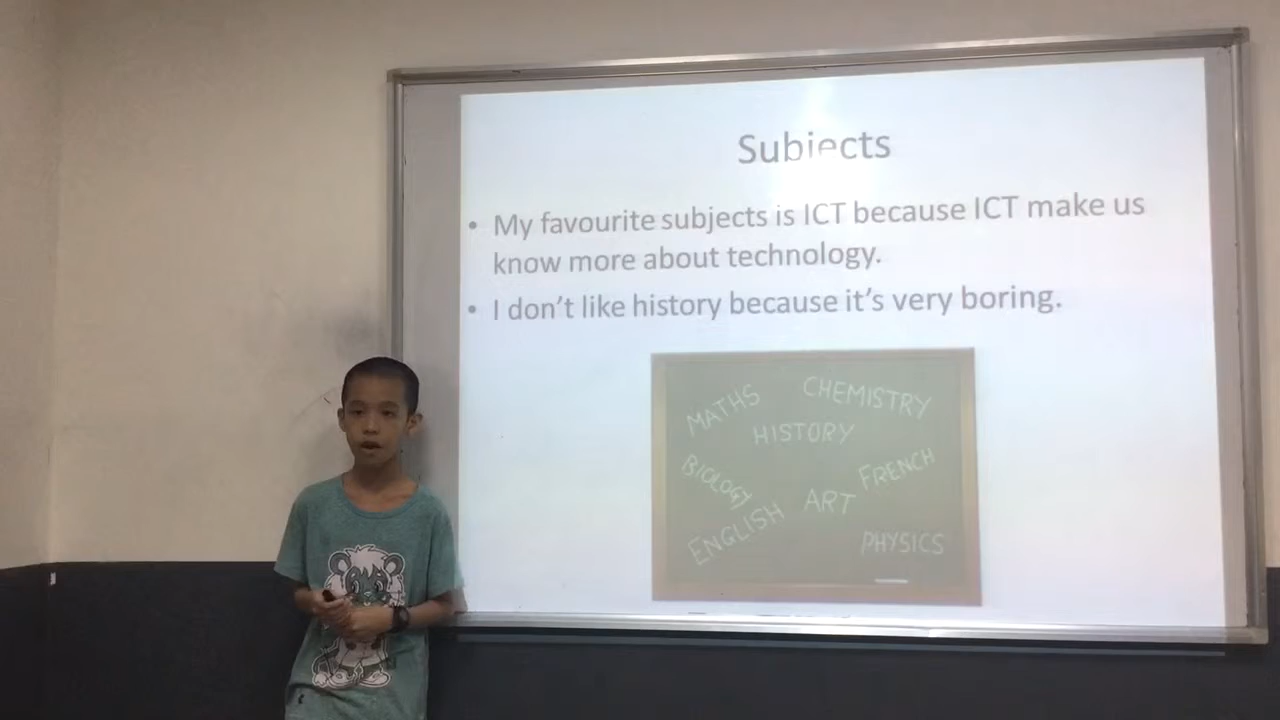 Subjects
• My favourite subjects is ICT because ICT make us
know more about technology.
• I don't like history because it's very boring.
MATHS
CHEMISTRY
HISTORY
BIOLOGY
FRENCH
ART
ENGLISH
PHYSICS